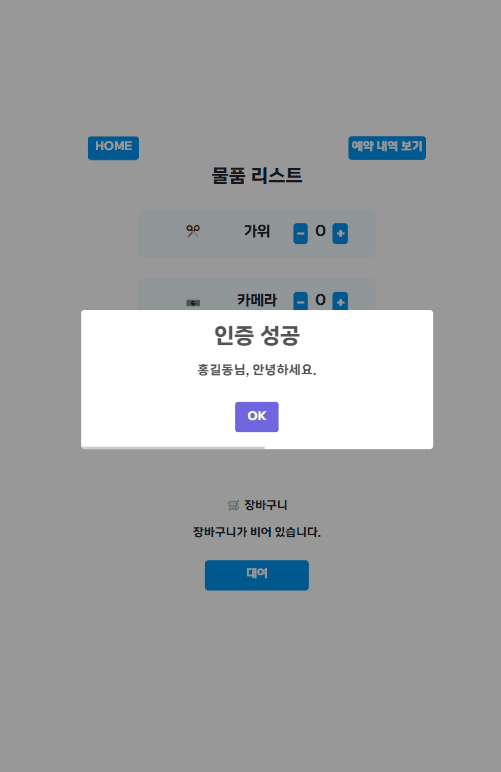 HOME
예약 내역 보기
물품 리스트
가위 - 0 +
카메라 - 0 +
인증 성공
홍길동님, 안녕하세요.
OK
장바구니
장바구니가 비어 있습니다.
대여